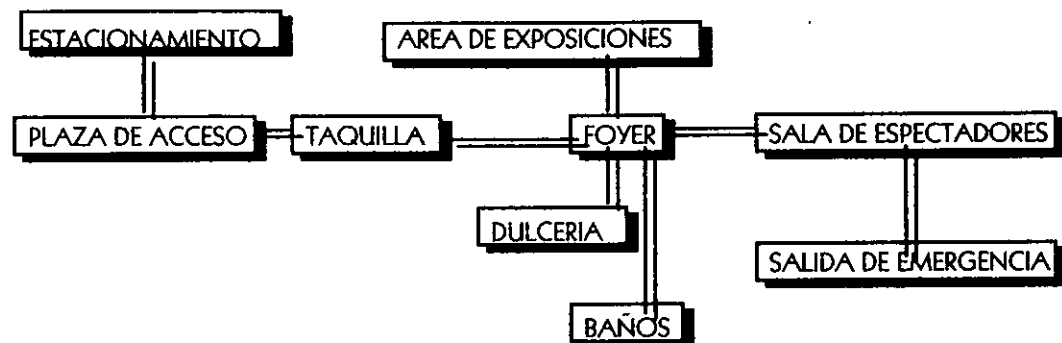 ESTACIONAMIENTO
AREA DE EXPOSICIONES
PLAZA DE ACCESO
TAQUILLA
FOYER
SALA DE ESPECTADORES
DULCERIA
SALIDA DE EMERGENCIA
BAÑOS